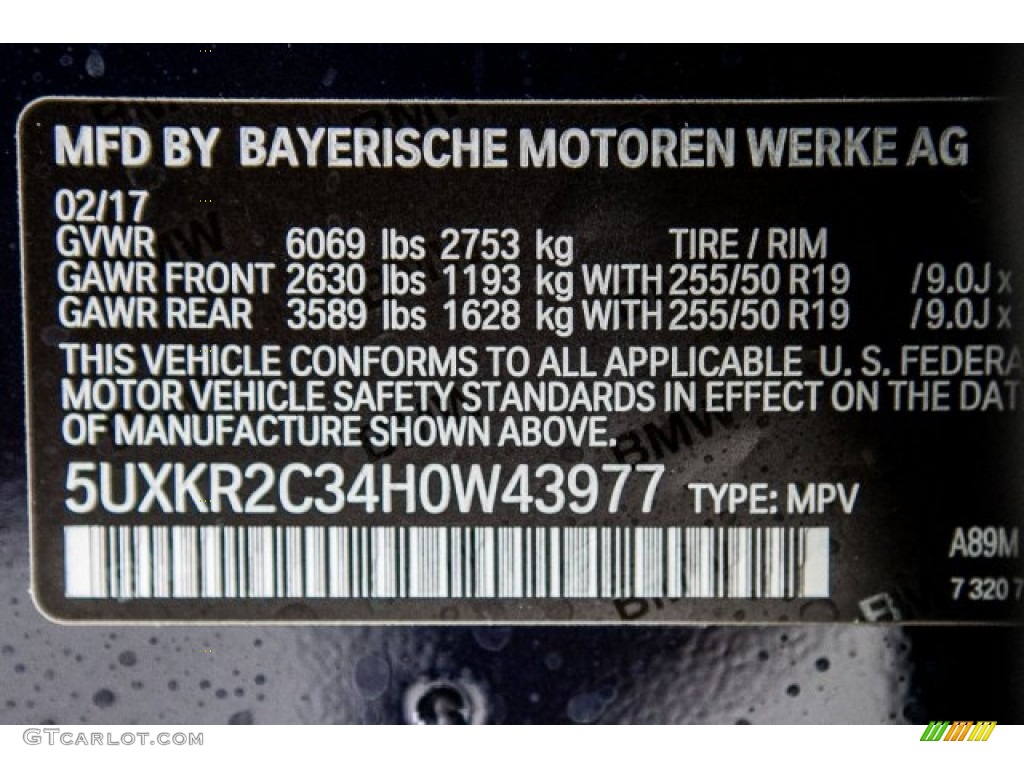 MFD BY BAYERISCHE MOTOREN WERKE AG
02/17
GVWR 6069 lbs 2753 kg TIRE / RIM
GAWR FRONT 2630 lbs 1193 kg WITH 255/50 R19 /9.0J x
GAWR REAR 3589 lbs 1628 kg WITH 255/50 R19 /9.0J x
THIS VEHICLE CONFORMS TO ALL APPLICABLE U. S. FEDERA
MOTOR VEHICLE SAFETY STANDARDS IN EFFECT ON THE DAT
OF MANUFACTURE SHOWN ABOVE.
5UXKR2C34H0W43977 TYPE: MPV
A89M
7 320 7
GTCARLOT.COM